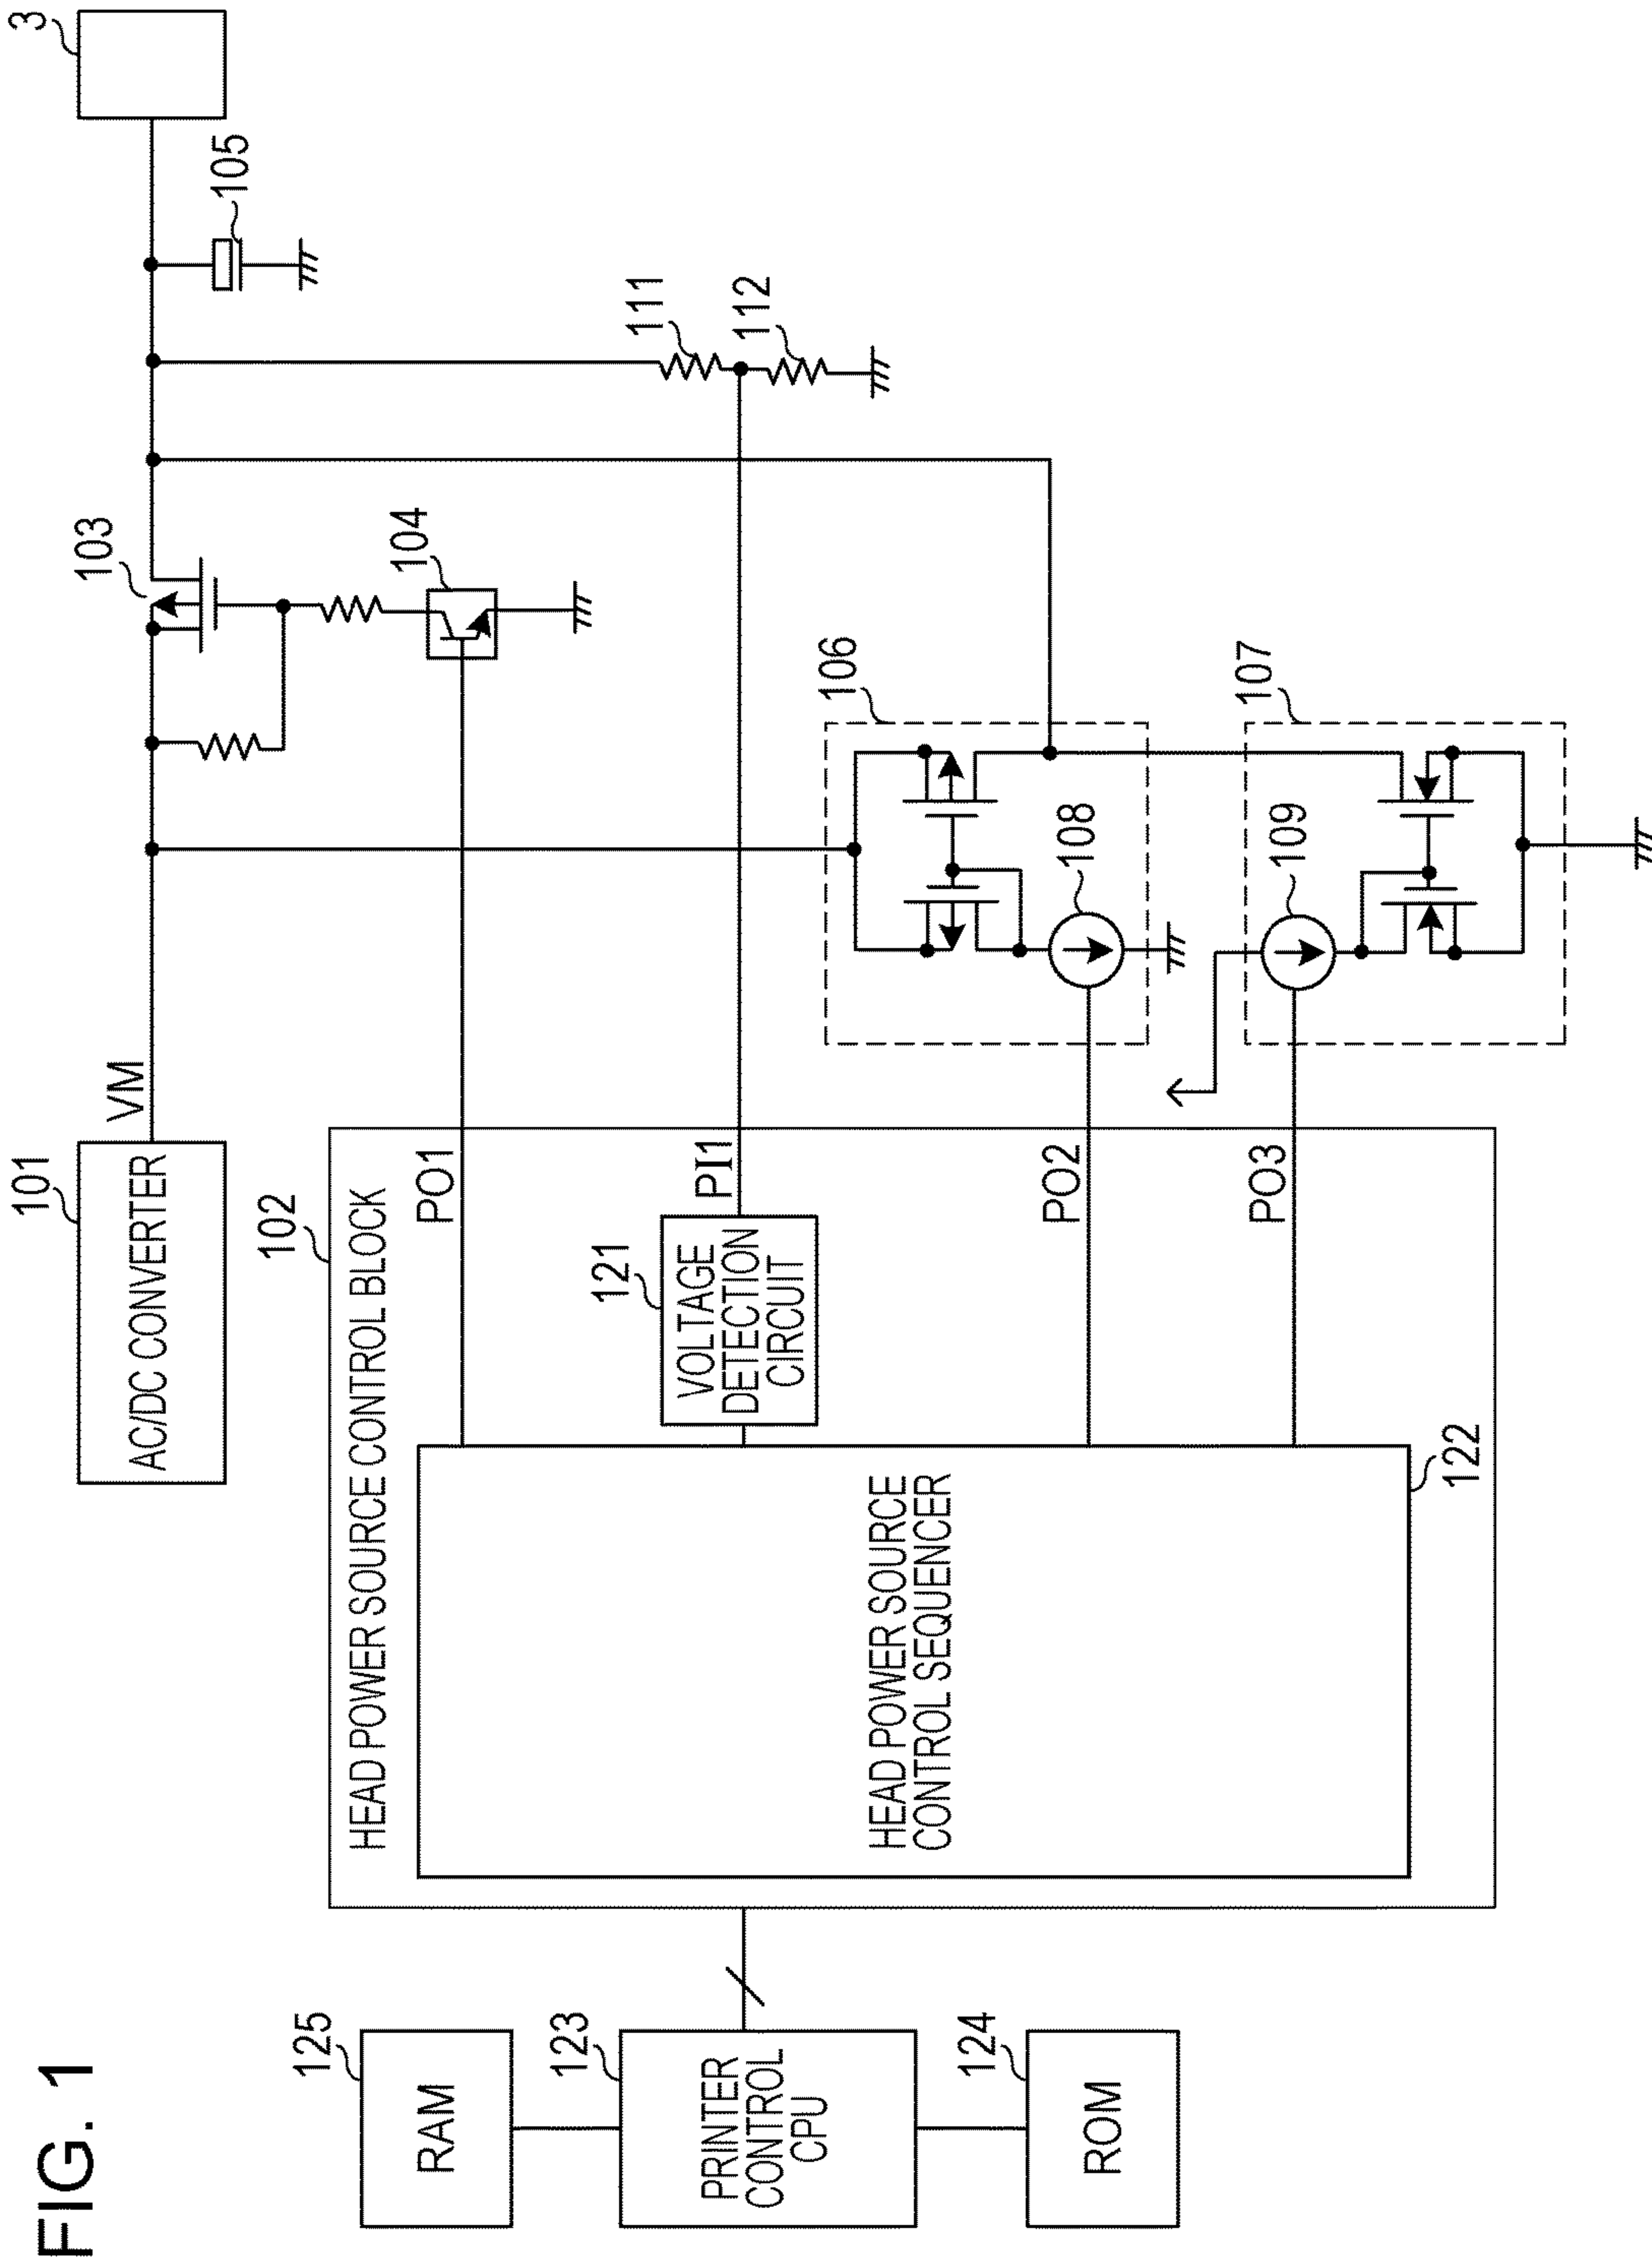 FIG. 1
101
AC/DC CONVERTER
VM
103
3
105
102
HEAD POWER SOURCE CONTROL BLOCK
PO1
104
111
112
125
RAM
121
VOLTAGE
DETECTION
CIRCUIT
PI1
123
PRINTER
CONTROL
CPU
106
HEAD POWER SOURCE
CONTROL SEQUENCER
124
ROM
PO2
108
107
PO3
109
122